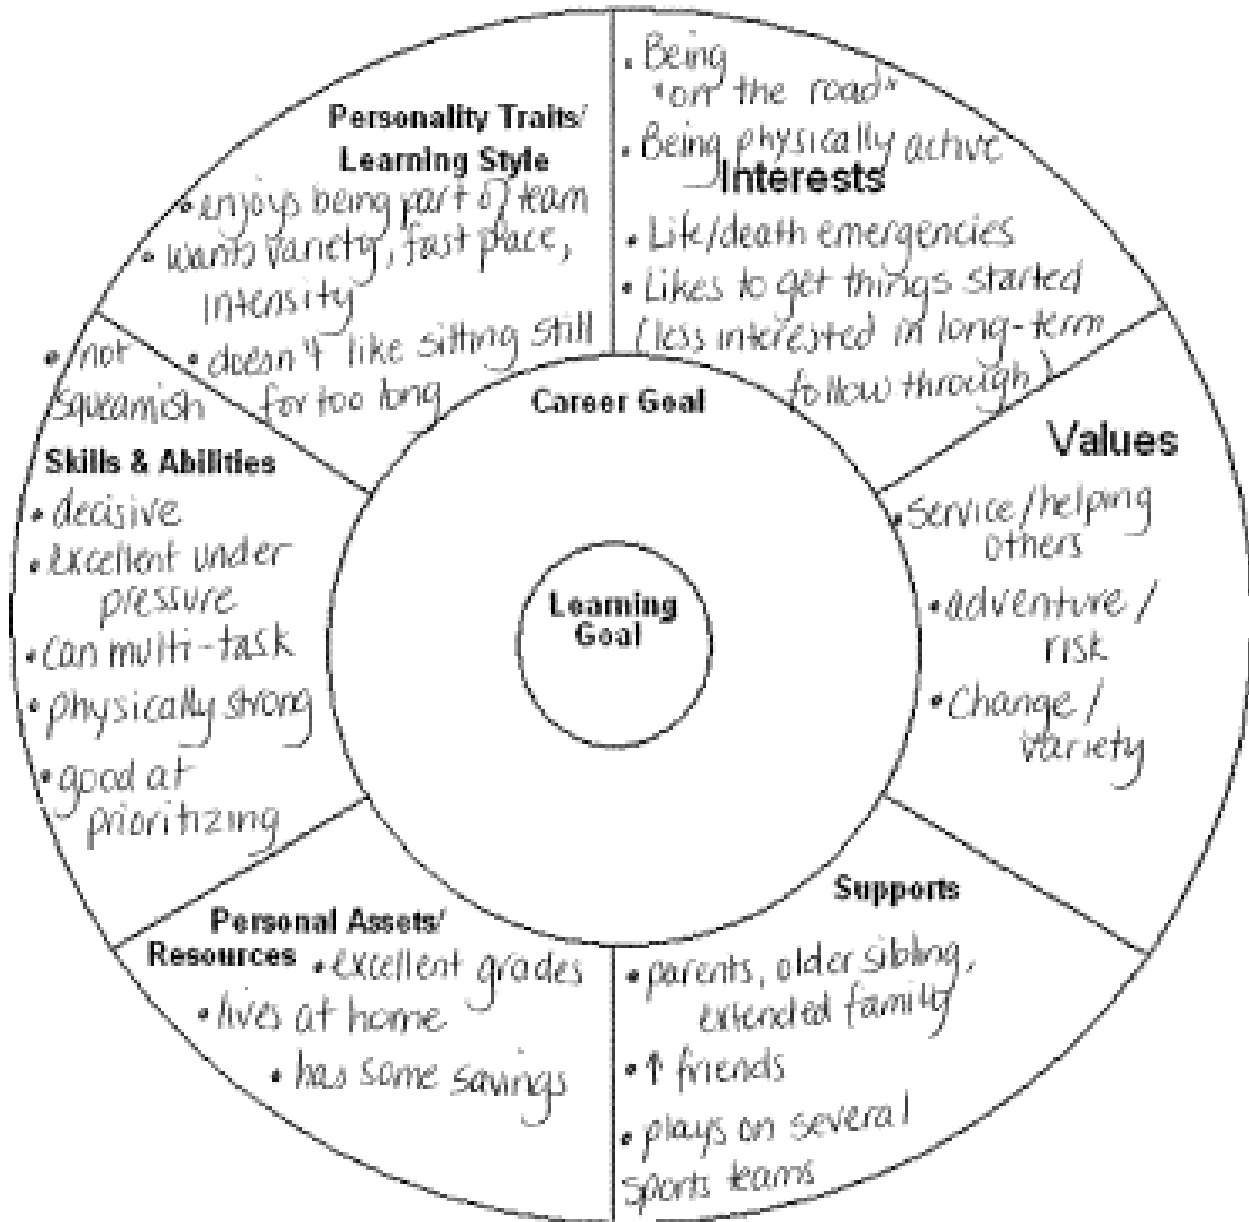 Personality Traits/
Learning Style
• enjoys being part of team
• wants variety, fast place,
intensity
• doesn't like sitting still
for too long
• Being
"on the road"
• Being physically active
Interests
• Life/death emergencies
• Likes to get things started
(less interested in long-term
follow through)
Values
• Service/helping
others
• adventure/
risk
• Change/
variety
Supports
• parents, older sibling,
extended family
• ↑ friends
• plays on several
sports teams
Personal Assets/
Resources • excellent grades
• lives at home
• has some savings
• not
squeamish
Skills & Abilities
• decisive
• excellent under
pressure
• can multi-task
• physically strong
• good at
prioritizing
Career Goal
Learning
Goal